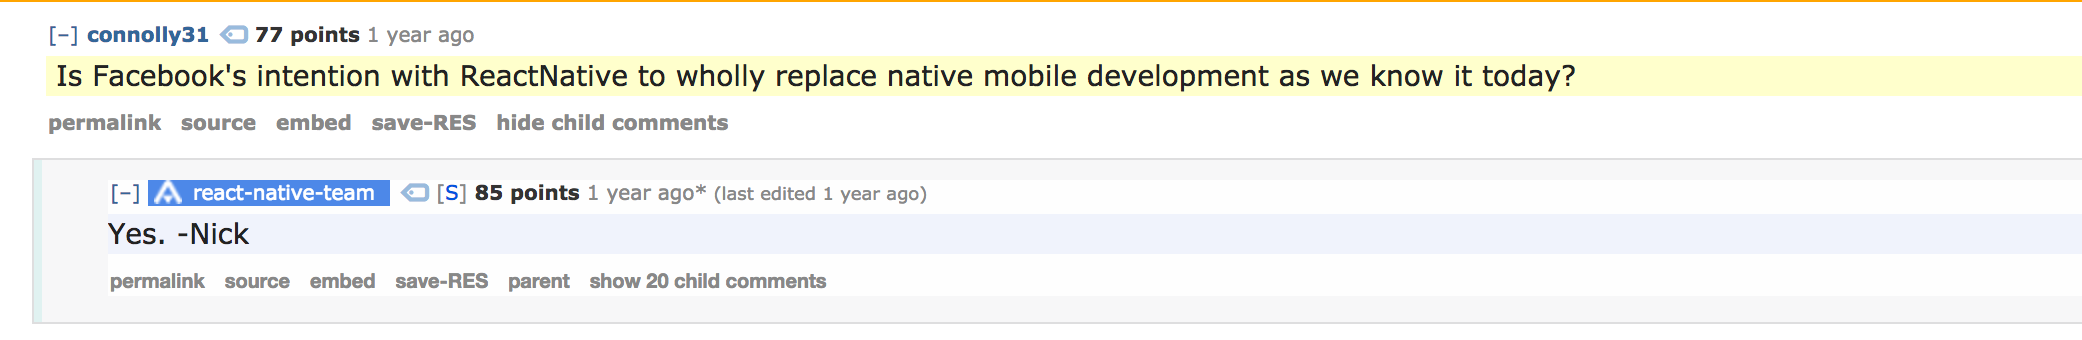 [–] connolly31 77 points 1 year ago
Is Facebook's intention with ReactNative to wholly replace native mobile development as we know it today?
permalink source embed save-RES hide child comments
[–] react-native-team [S] 85 points 1 year ago* (last edited 1 year ago)
Yes. -Nick
permalink source embed save-RES parent show 20 child comments